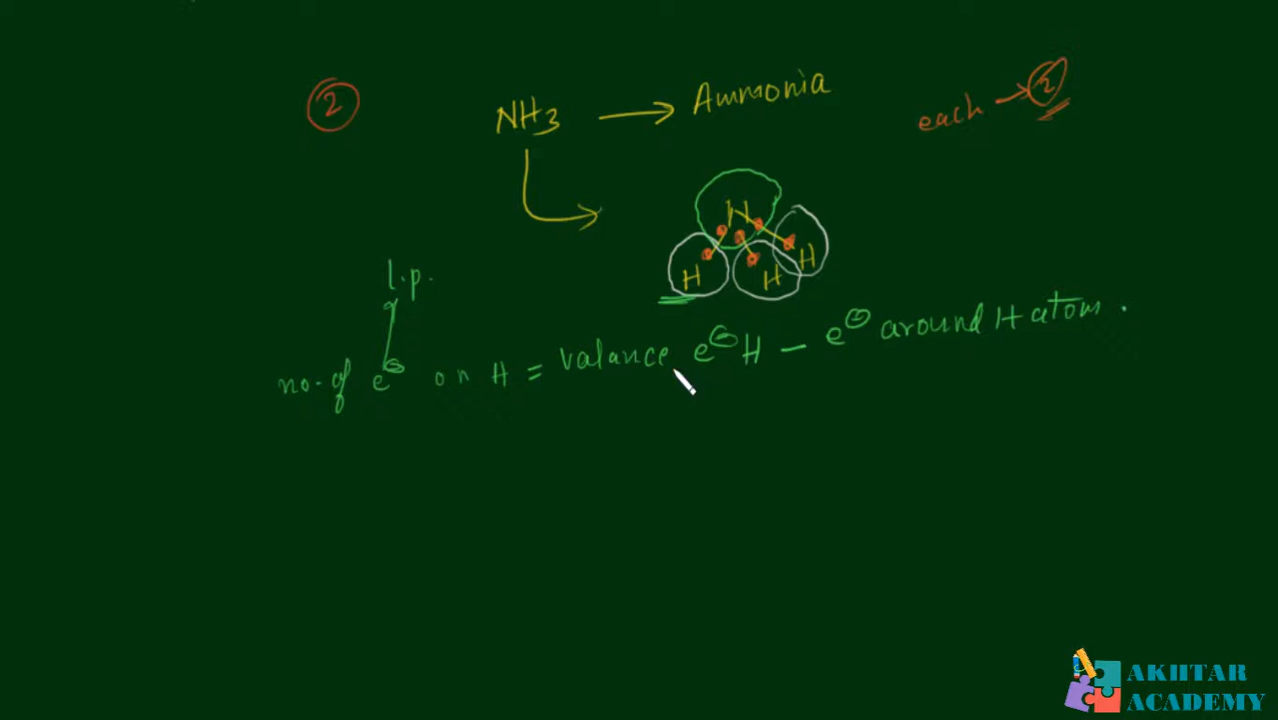 2
NH3 → Ammonia
each → 2
N
H H H
l.p.
no. of e⊖ on H = valance e⊖ H – e⊖ around H atom.
AKHTAR
ACADEMY